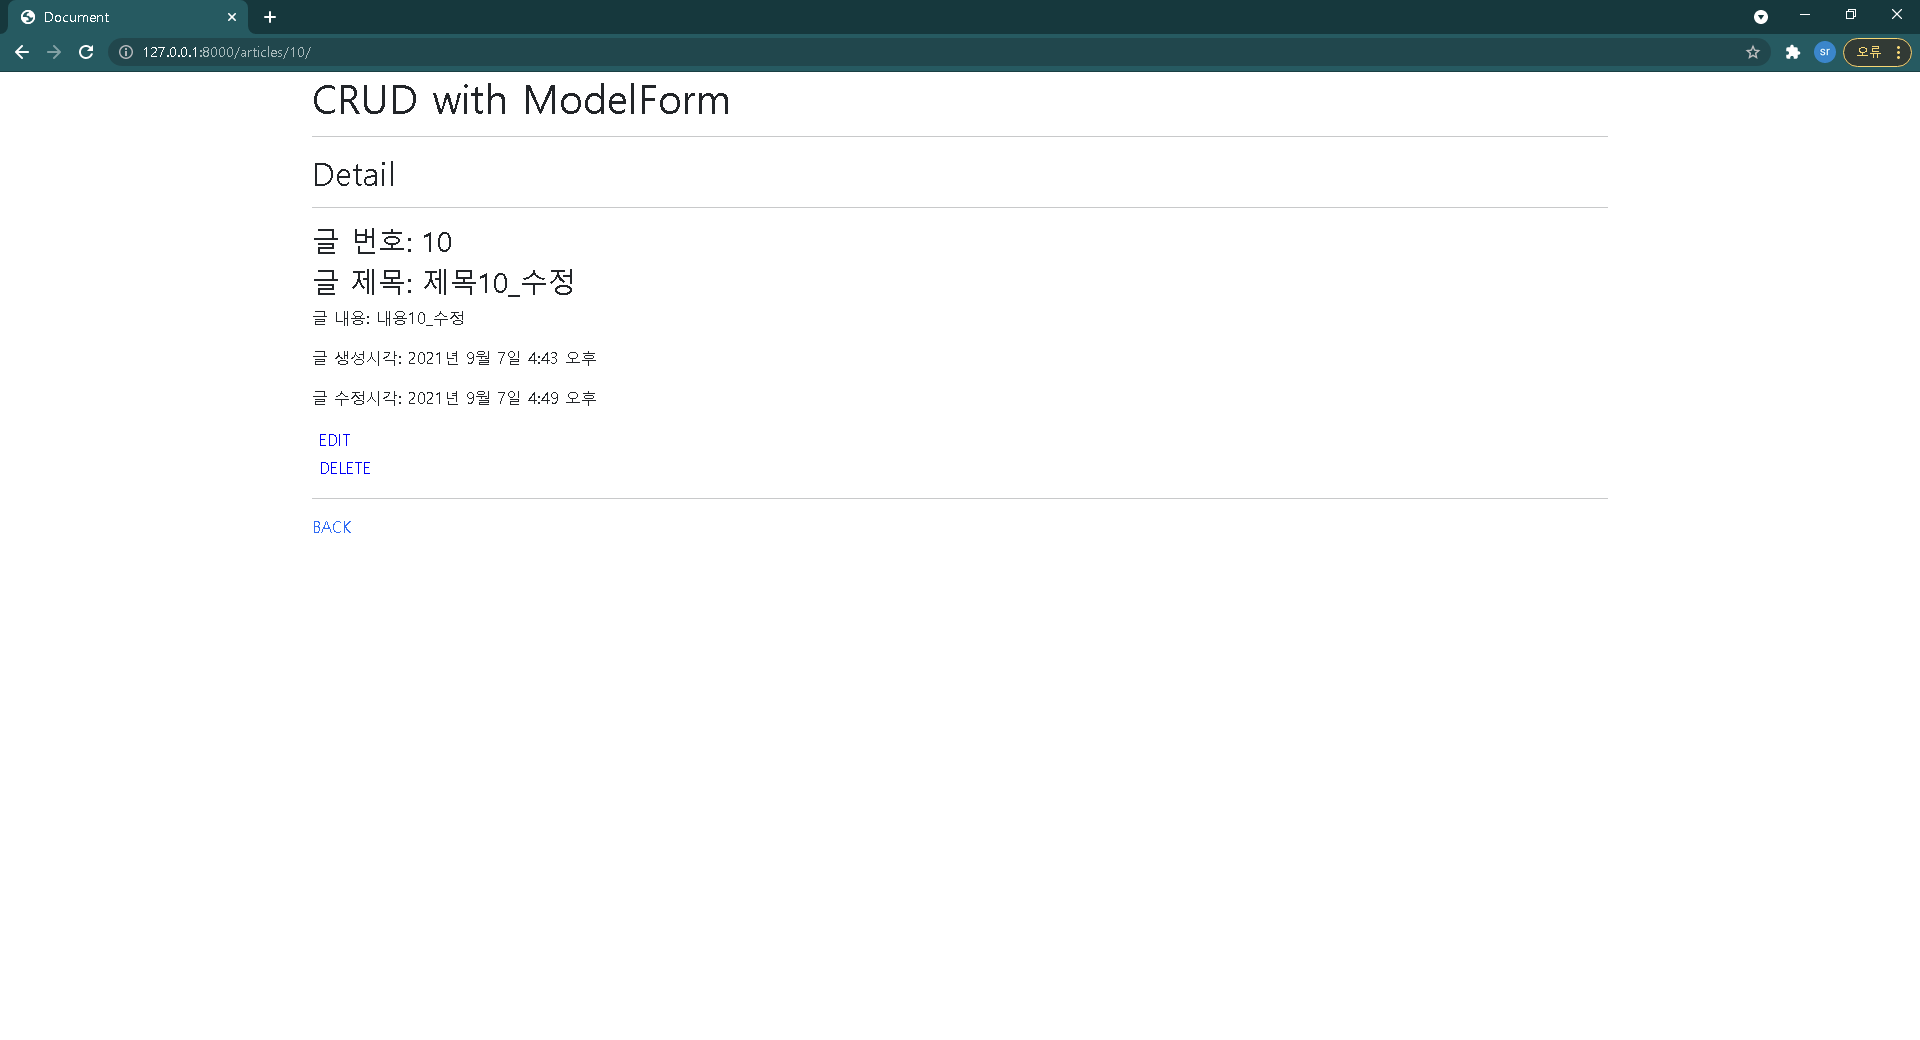 Document
127.0.0.1:8000/articles/10/
sr
오류
CRUD with ModelForm
Detail
글 번호: 10
글 제목: 제목10_수정
글 내용: 내용10_수정
글 생성시각: 2021년 9월 7일 4:43 오후
글 수정시각: 2021년 9월 7일 4:49 오후
EDIT
DELETE
BACK